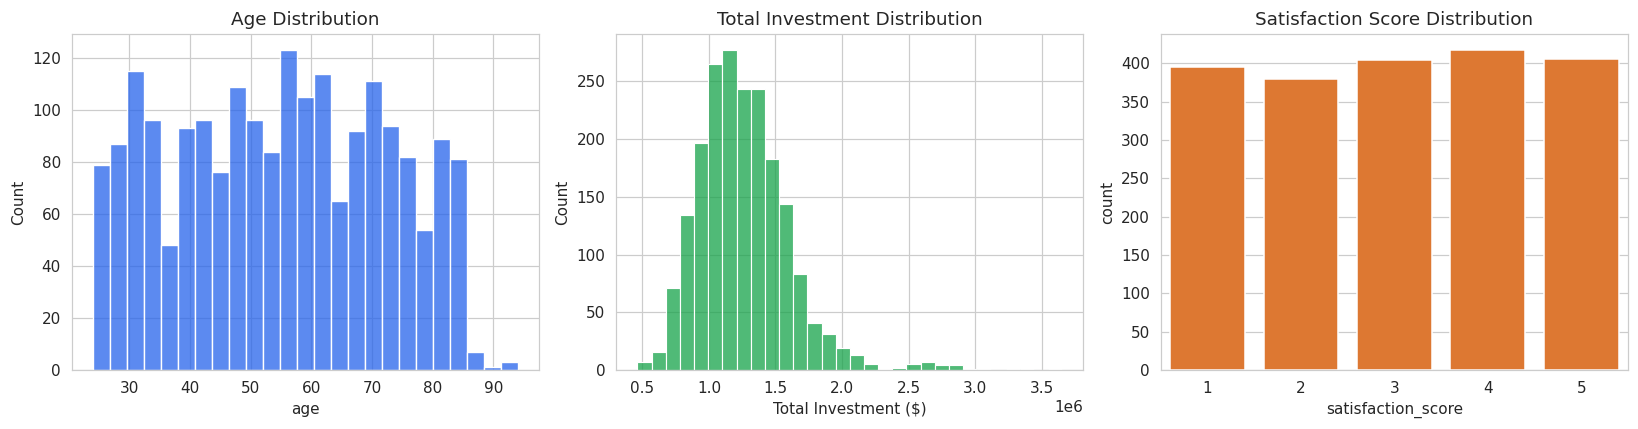 Age Distribution
120
100
80
60
40
20
0
Count
30 40 50 60 70 80 90
age
Total Investment Distribution
250
200
150
100
50
0
Count
0.5 1.0 1.5 2.0 2.5 3.0 3.5
1e6
Total Investment ($)
Satisfaction Score Distribution
400
350
300
250
200
150
100
50
0
count
1 2 3 4 5
satisfaction_score